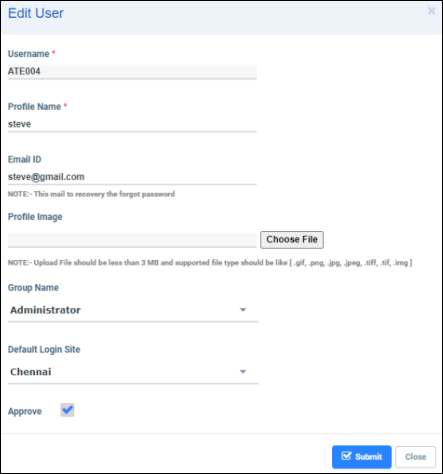 Edit User
×
Username *
ATE004
Profile Name *
steve
Email ID
steve@gmail.com
NOTE:- This mail to recovery the forgot password
Profile Image
Choose File
NOTE:- Upload File should be less than 3 MB and supported file type should be like [ .gif, .png, .jpg, .jpeg, .tiff, .tif, .img ]
Group Name
Administrator
Default Login Site
Chennai
Approve
Submit Close